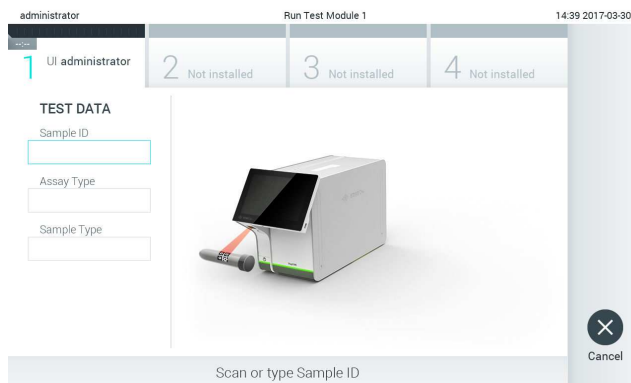 administrator Run Test Module 1 14:39 2017-03-30
--:--
1 UI administrator
2 Not installed
3 Not installed
4 Not installed
TEST DATA
Sample ID
Assay Type
Sample Type
Cancel
Scan or type Sample ID